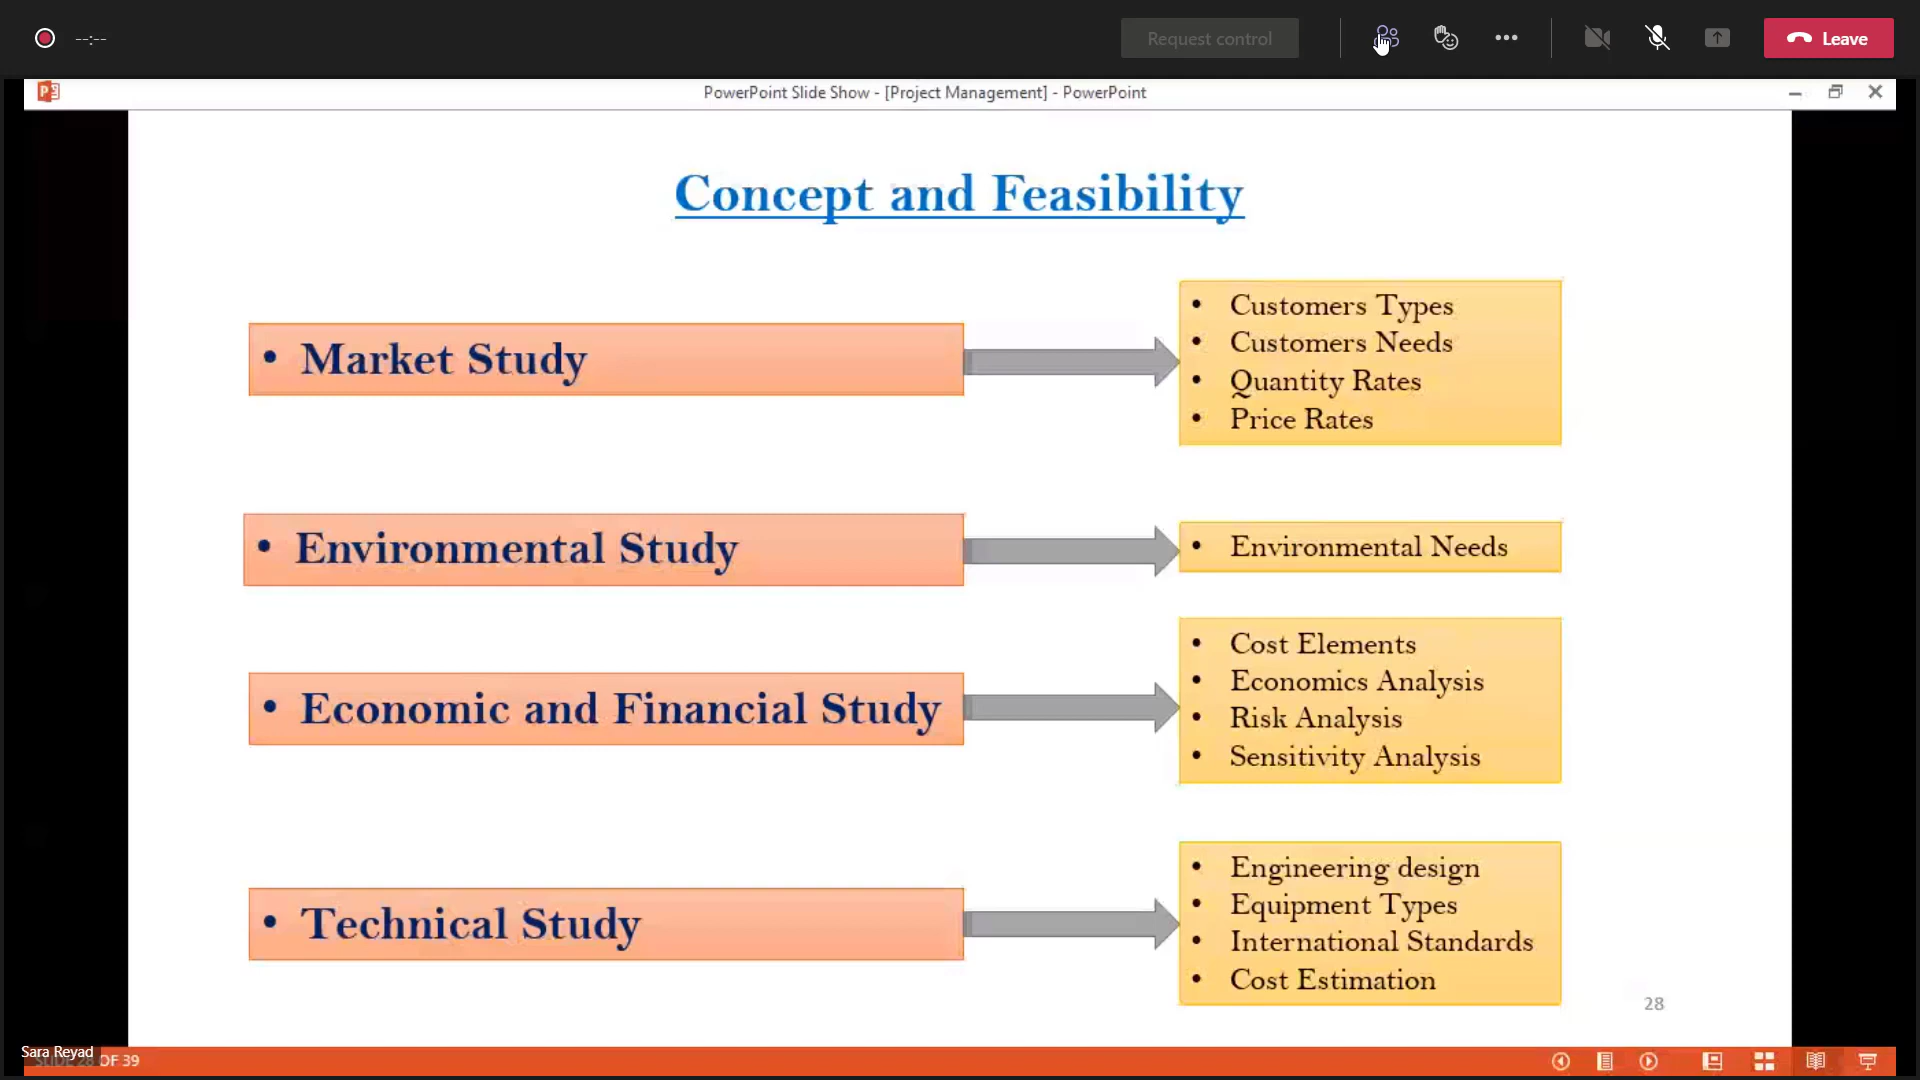 --:--
Request control
Leave
PowerPoint Slide Show - [Project Management] - PowerPoint
Concept and Feasibility
• Market Study
• Customers Types
• Customers Needs
• Quantity Rates
• Price Rates
• Environmental Study
• Environmental Needs
• Economic and Financial Study
• Cost Elements
• Economics Analysis
• Risk Analysis
• Sensitivity Analysis
• Technical Study
• Engineering design
• Equipment Types
• International Standards
• Cost Estimation
28
Sara Reyad
SLIDE 28 OF 39